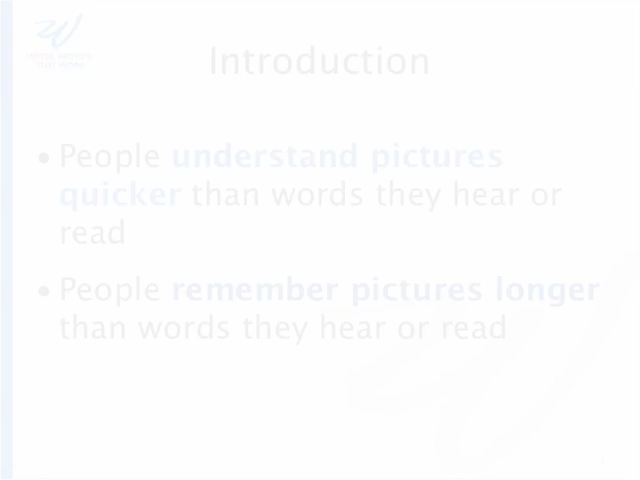 Introduction
• People understand pictures
quicker than words they hear or
read
• People remember pictures longer
than words they hear or read